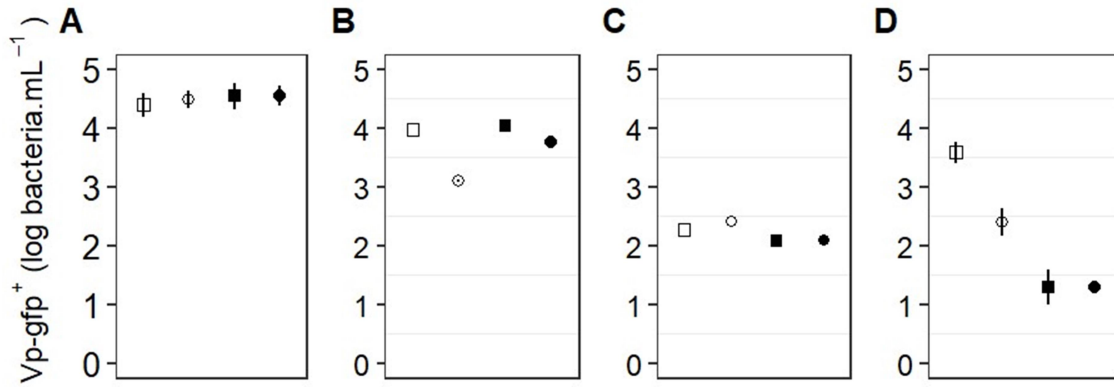 A B C D
Vp-gfp⁺ (log bacteria.mL⁻¹)
5 5 5 5
4 4 4 4
3 3 3 3
2 2 2 2
1 1 1 1
0 0 0 0